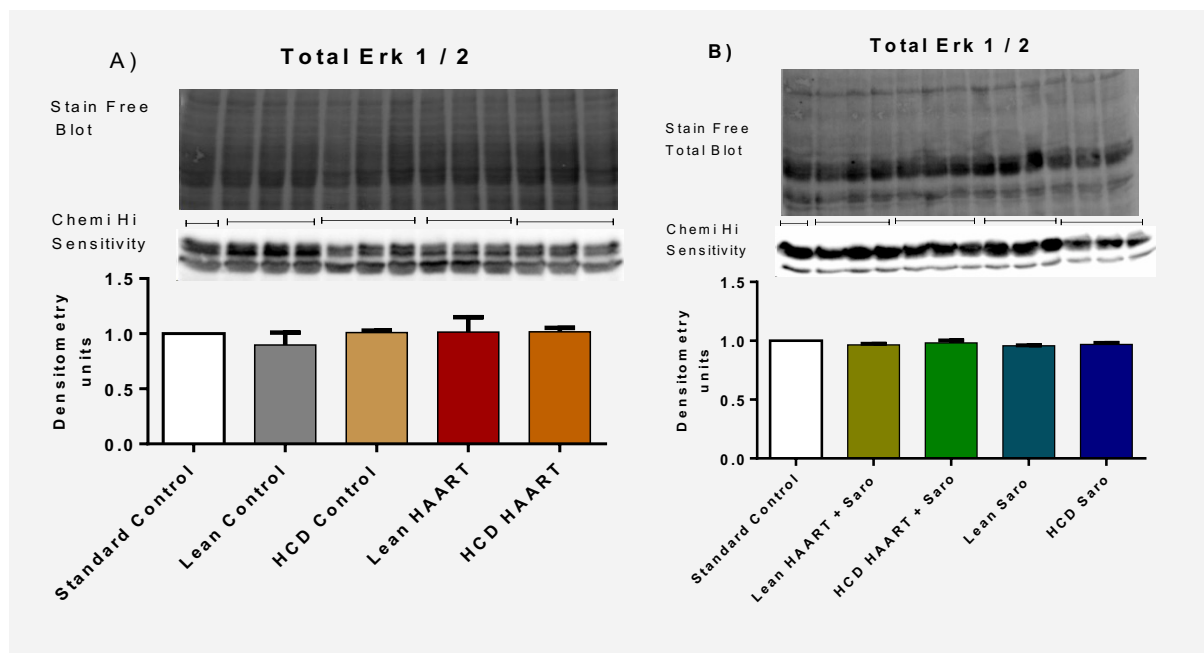 A)
Total Erk 1 / 2
Stain Free
Blot
Chemi Hi
Sensitivity
1.5
1.0
0.5
0.0
Densitometry
units
Standard Control
Lean Control
HCD Control
Lean HAART
HCD HAART
B)
Total Erk 1 / 2
Stain Free
Total Blot
Chemi Hi
Sensitivity
1.5
1.0
0.5
0.0
Densitometry
units
Standard Control
Lean HAART + Saro
HCD HAART + Saro
Lean Saro
HCD Saro